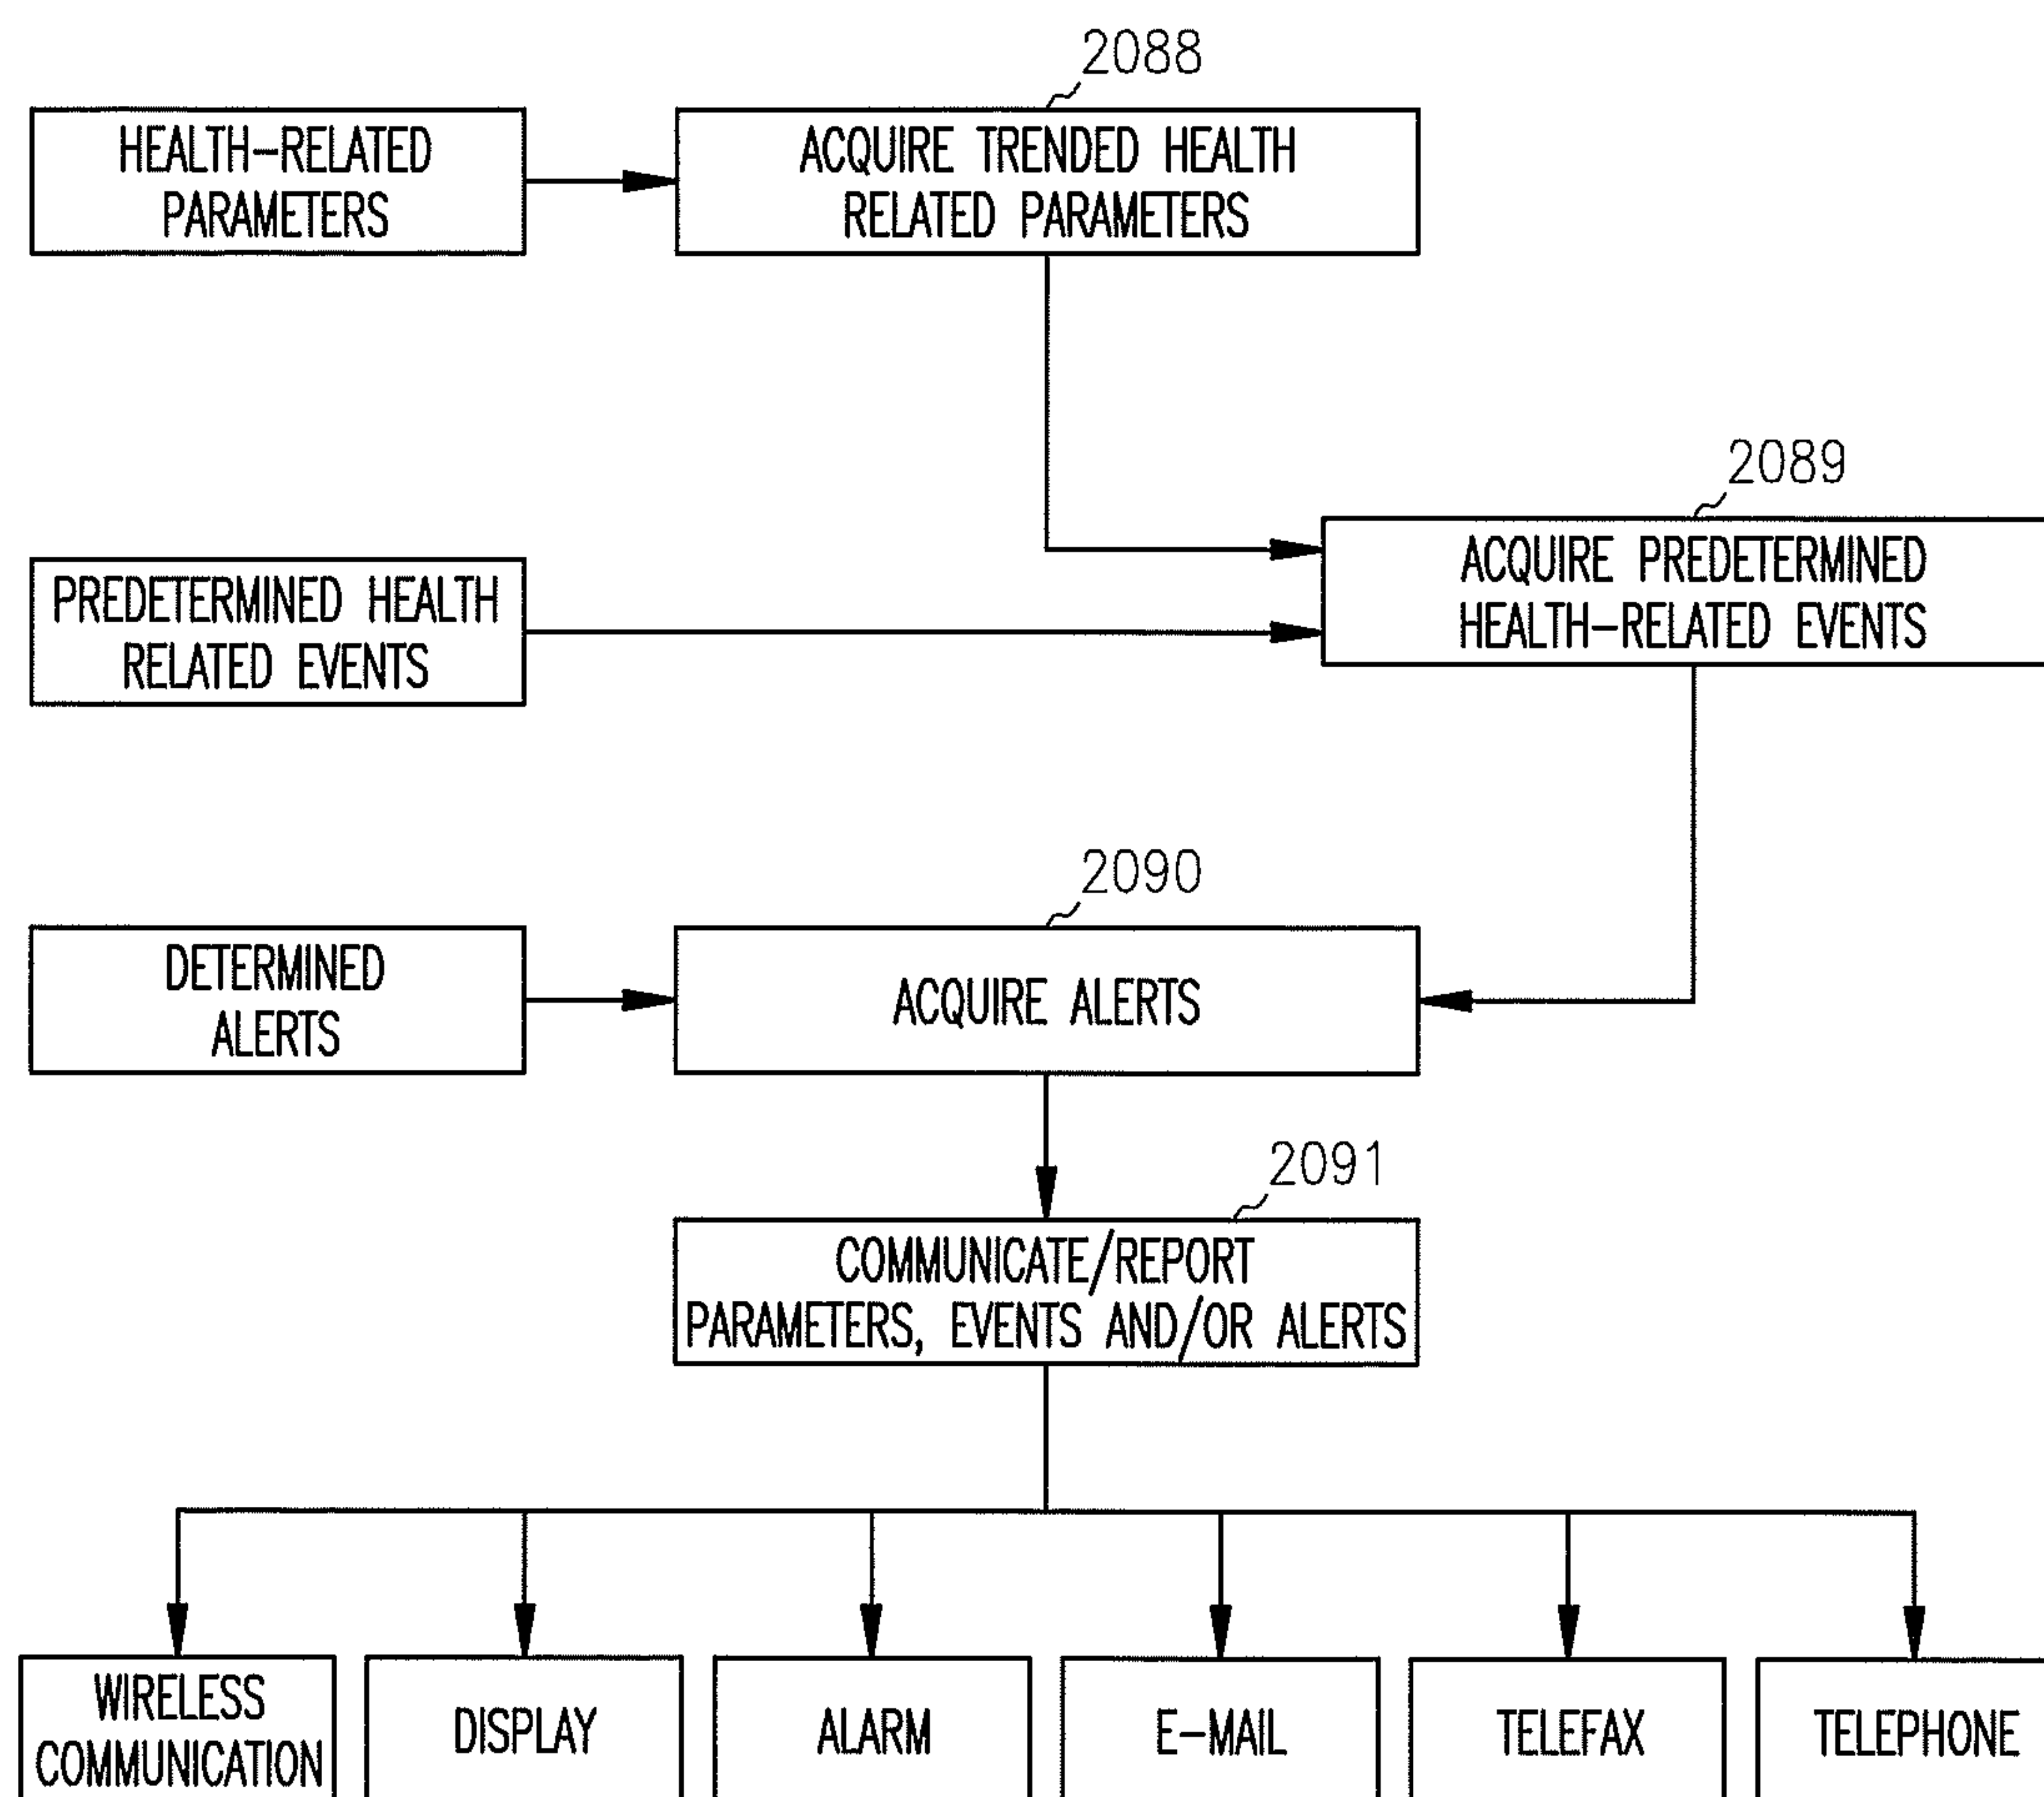 2088
HEALTH-RELATED
PARAMETERS
ACQUIRE TRENDED HEALTH
RELATED PARAMETERS
2089
PREDETERMINED HEALTH
RELATED EVENTS
ACQUIRE PREDETERMINED
HEALTH-RELATED EVENTS
2090
DETERMINED
ALERTS
ACQUIRE ALERTS
2091
COMMUNICATE/REPORT
PARAMETERS, EVENTS AND/OR ALERTS
WIRELESS
COMMUNICATION
DISPLAY
ALARM
E-MAIL
TELEFAX
TELEPHONE